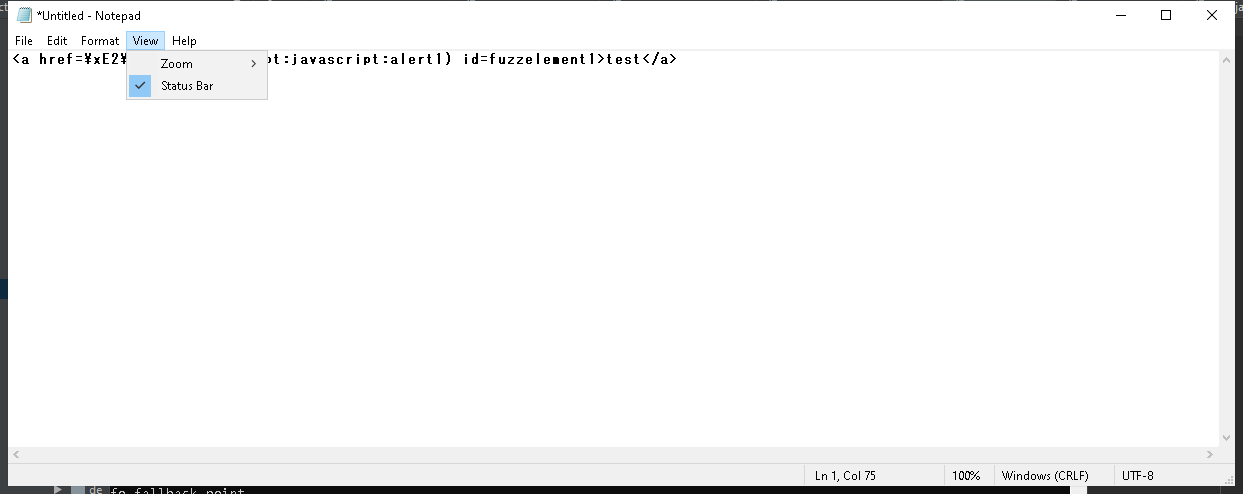 *Untitled - Notepad
File Edit Format View Help
<a href=¥xE2¥ pt:javascript:alert1) id=fuzzelement1>test</a>
Zoom
Status Bar
Ln 1, Col 75 100% Windows (CRLF) UTF-8
de fo fallback point